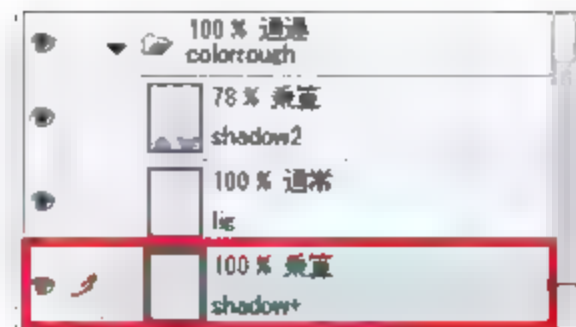 100 % 通過
colorrough
78 % 乗算
shadow2
100 % 通常
lig
100 % 乗算
shadow+